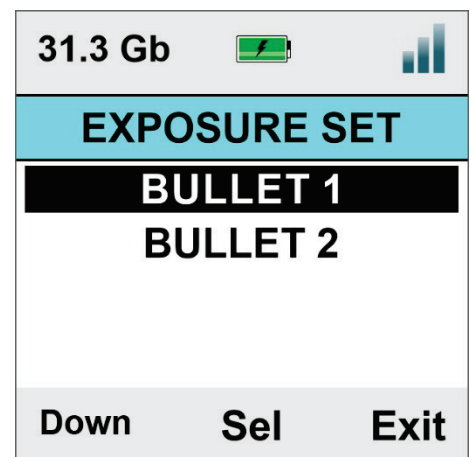 31.3 Gb
EXPOSURE SET
BULLET 1
BULLET 2
Down Sel Exit